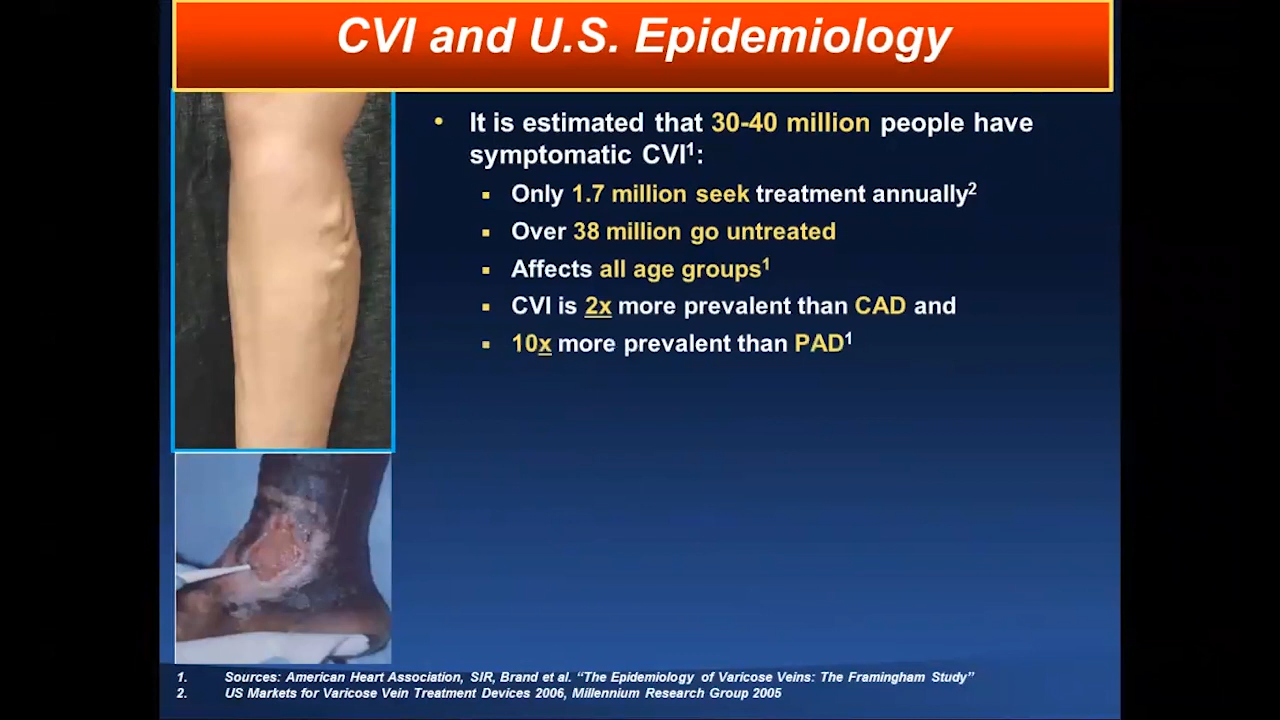 CVI and U.S. Epidemiology
• It is estimated that 30-40 million people have
symptomatic CVI¹:
▪ Only 1.7 million seek treatment annually²
▪ Over 38 million go untreated
▪ Affects all age groups¹
▪ CVI is 2x more prevalent than CAD and
▪ 10x more prevalent than PAD¹
1. Sources: American Heart Association, SIR, Brand et al. “The Epidemiology of Varicose Veins: The Framingham Study”
2. US Markets for Varicose Vein Treatment Devices 2006, Millennium Research Group 2005